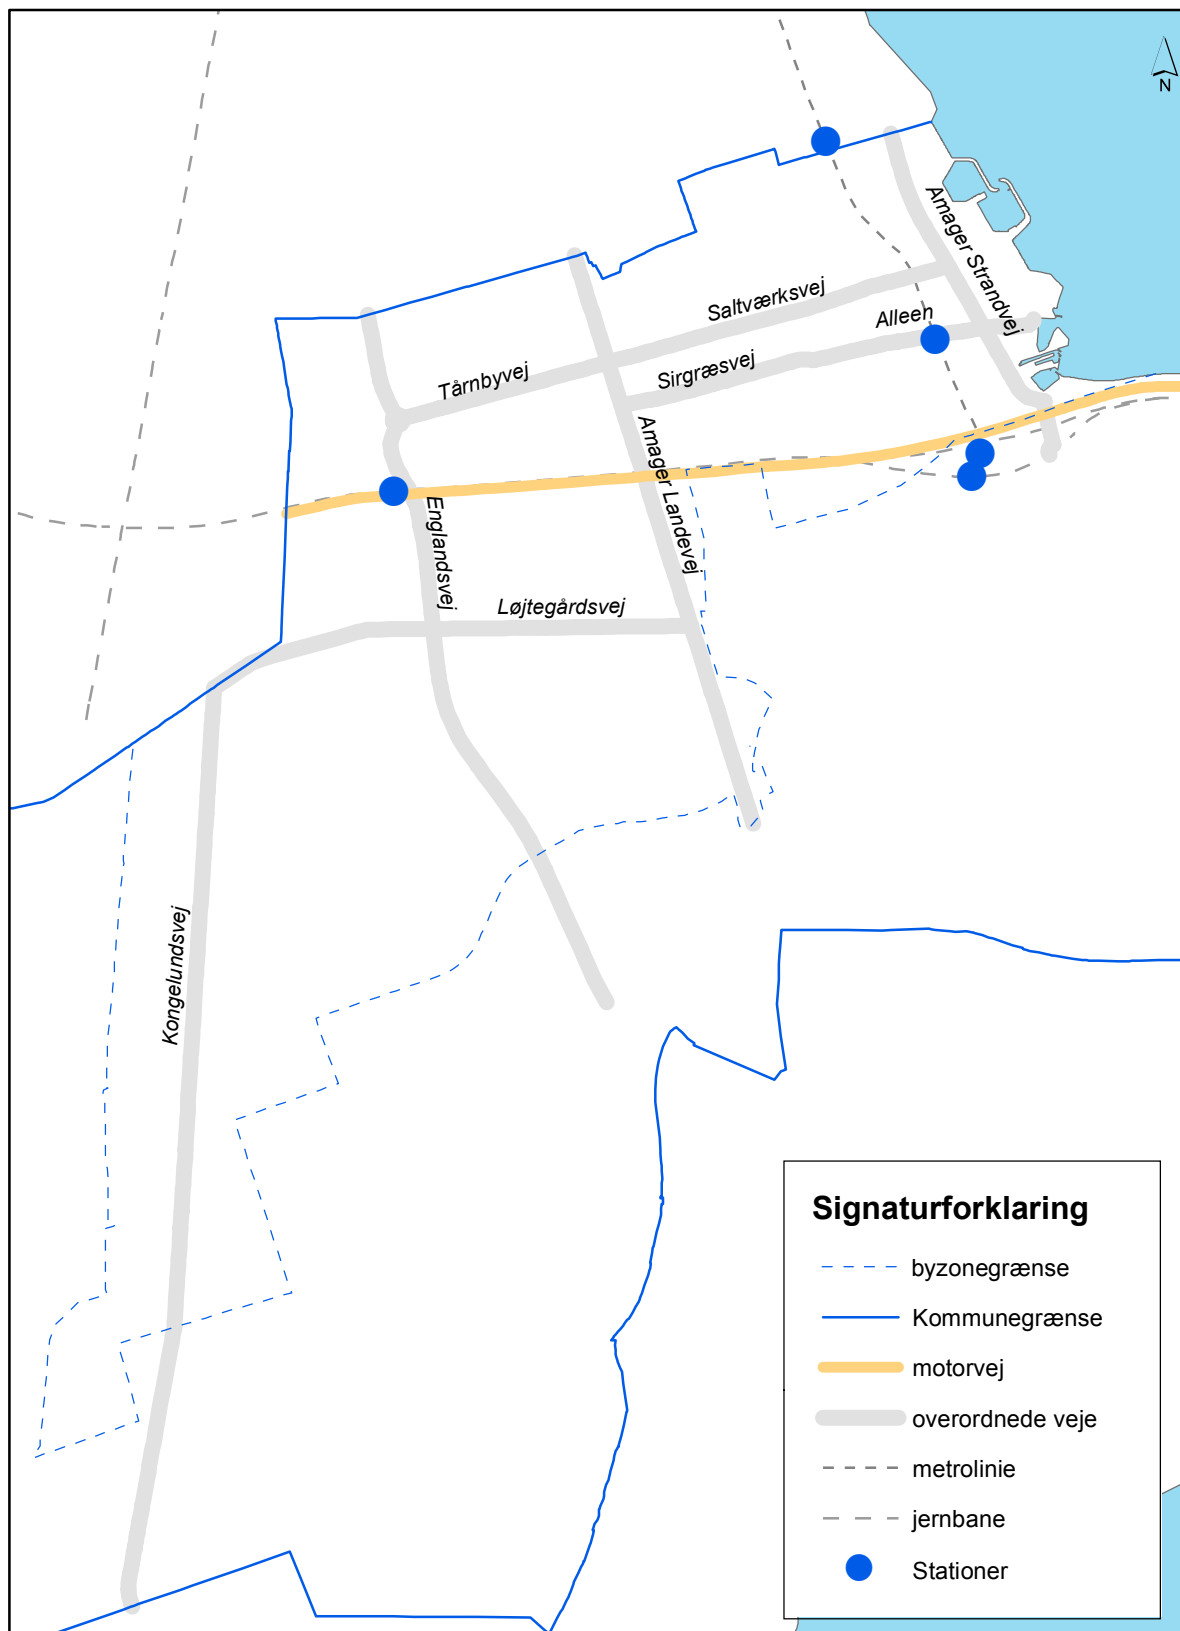 N
Amager Strandvej
Saltværksvej
Alleen
Sirgræsvej
Tårnbyvej
Amager Landevej
Englandsvej
Løjtegårdsvej
Kongelundsvej
Signaturforklaring
byzonegrænse
Kommunegrænse
motorvej
overordnede veje
metrolinie
jernbane
Stationer